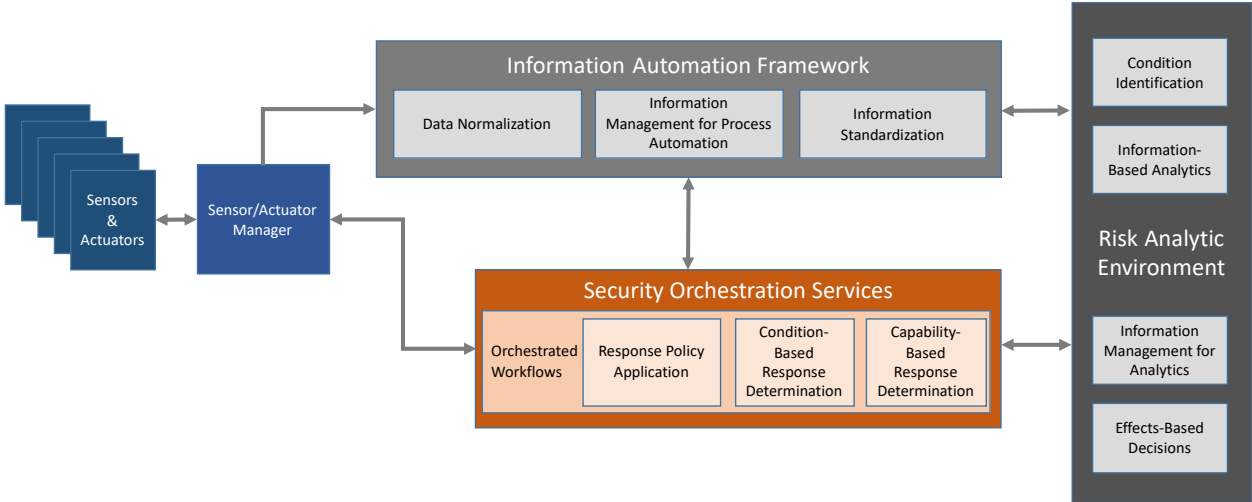 Information Automation Framework
Data Normalization
Information
Management for Process
Automation
Information
Standardization
Sensors
&
Actuators
Sensor/Actuator
Manager
Security Orchestration Services
Orchestrated
Workflows
Response Policy
Application
Condition-
Based
Response
Determination
Capability-
Based
Response
Determination
Condition
Identification
Information-
Based Analytics
Risk Analytic
Environment
Information
Management for
Analytics
Effects-Based
Decisions